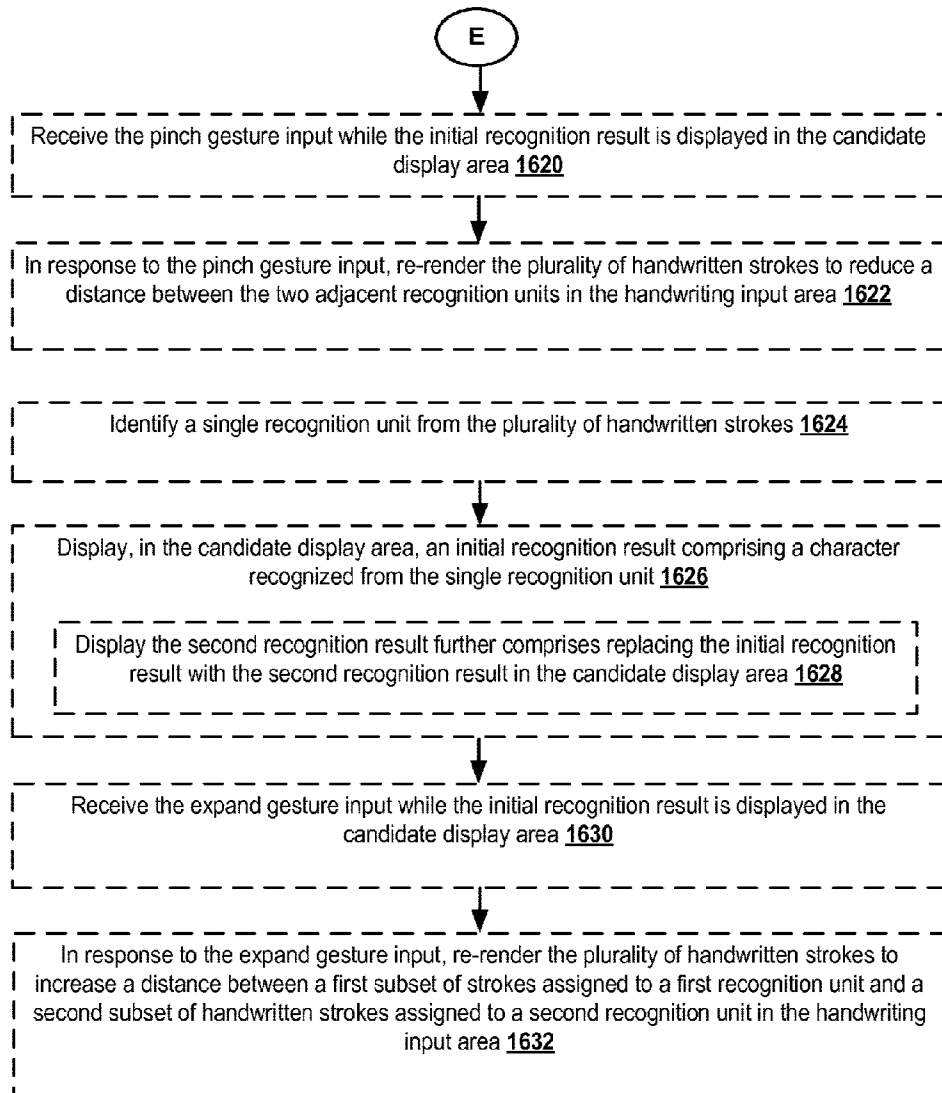 E
Receive the pinch gesture input while the initial recognition result is displayed in the candidate
display area 1620
In response to the pinch gesture input, re-render the plurality of handwritten strokes to reduce a
distance between the two adjacent recognition units in the handwriting input area 1622
Identify a single recognition unit from the plurality of handwritten strokes 1624
Display, in the candidate display area, an initial recognition result comprising a character
recognized from the single recognition unit 1626
Display the second recognition result further comprises replacing the initial recognition
result with the second recognition result in the candidate display area 1628
Receive the expand gesture input while the initial recognition result is displayed in the
candidate display area 1630
In response to the expand gesture input, re-render the plurality of handwritten strokes to
increase a distance between a first subset of strokes assigned to a first recognition unit and a
second subset of handwritten strokes assigned to a second recognition unit in the handwriting
input area 1632